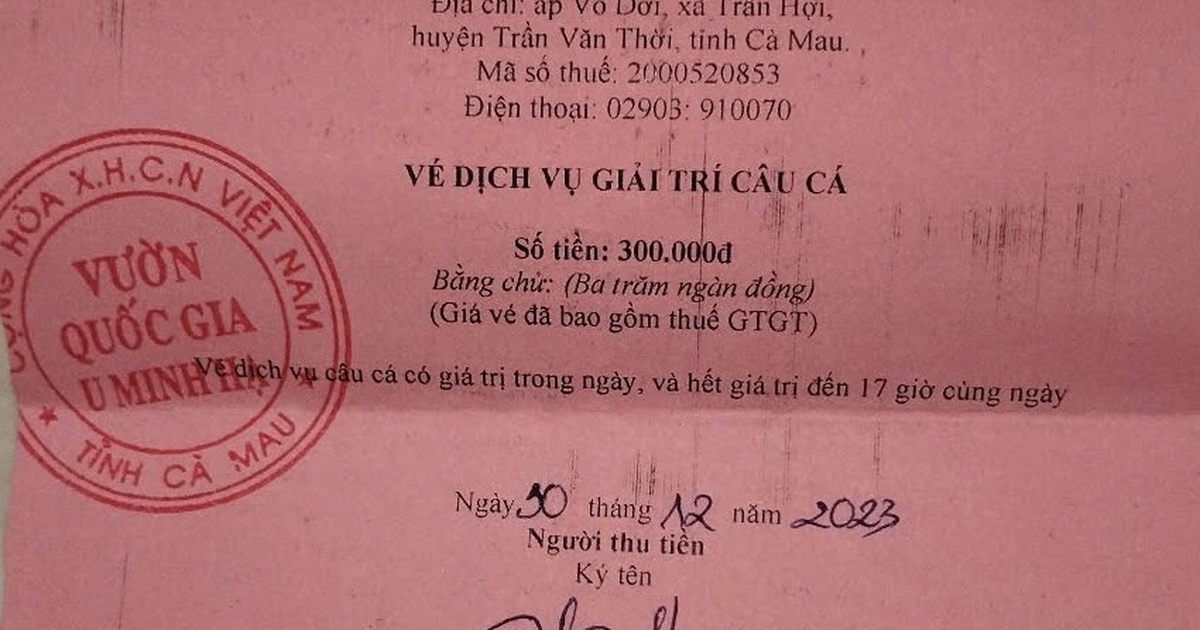 Địa chỉ: ấp Vồ Dơi, xã Trần Hợi,
huyện Trần Văn Thời, tỉnh Cà Mau.
Mã số thuế: 2000520853
Điện thoại: 02903: 910070
VÉ DỊCH VỤ GIẢI TRÍ CÂU CÁ
Số tiền: 300.000đ
Bằng chử: (Ba trăm ngàn đồng)
(Giá vé đã bao gồm thuế GTGT)
CỘNG HÒA X.H.C.N VIỆT NAM
VƯỜN
QUỐC GIA
U MINH HẠ
TỈNH CÀ MAU
Vé dịch vụ câu cá có giá trị trong ngày, và hết giá trị đến 17 giờ cùng ngày
Ngày 30 tháng 12 năm 2023
Người thu tiền
Ký tên